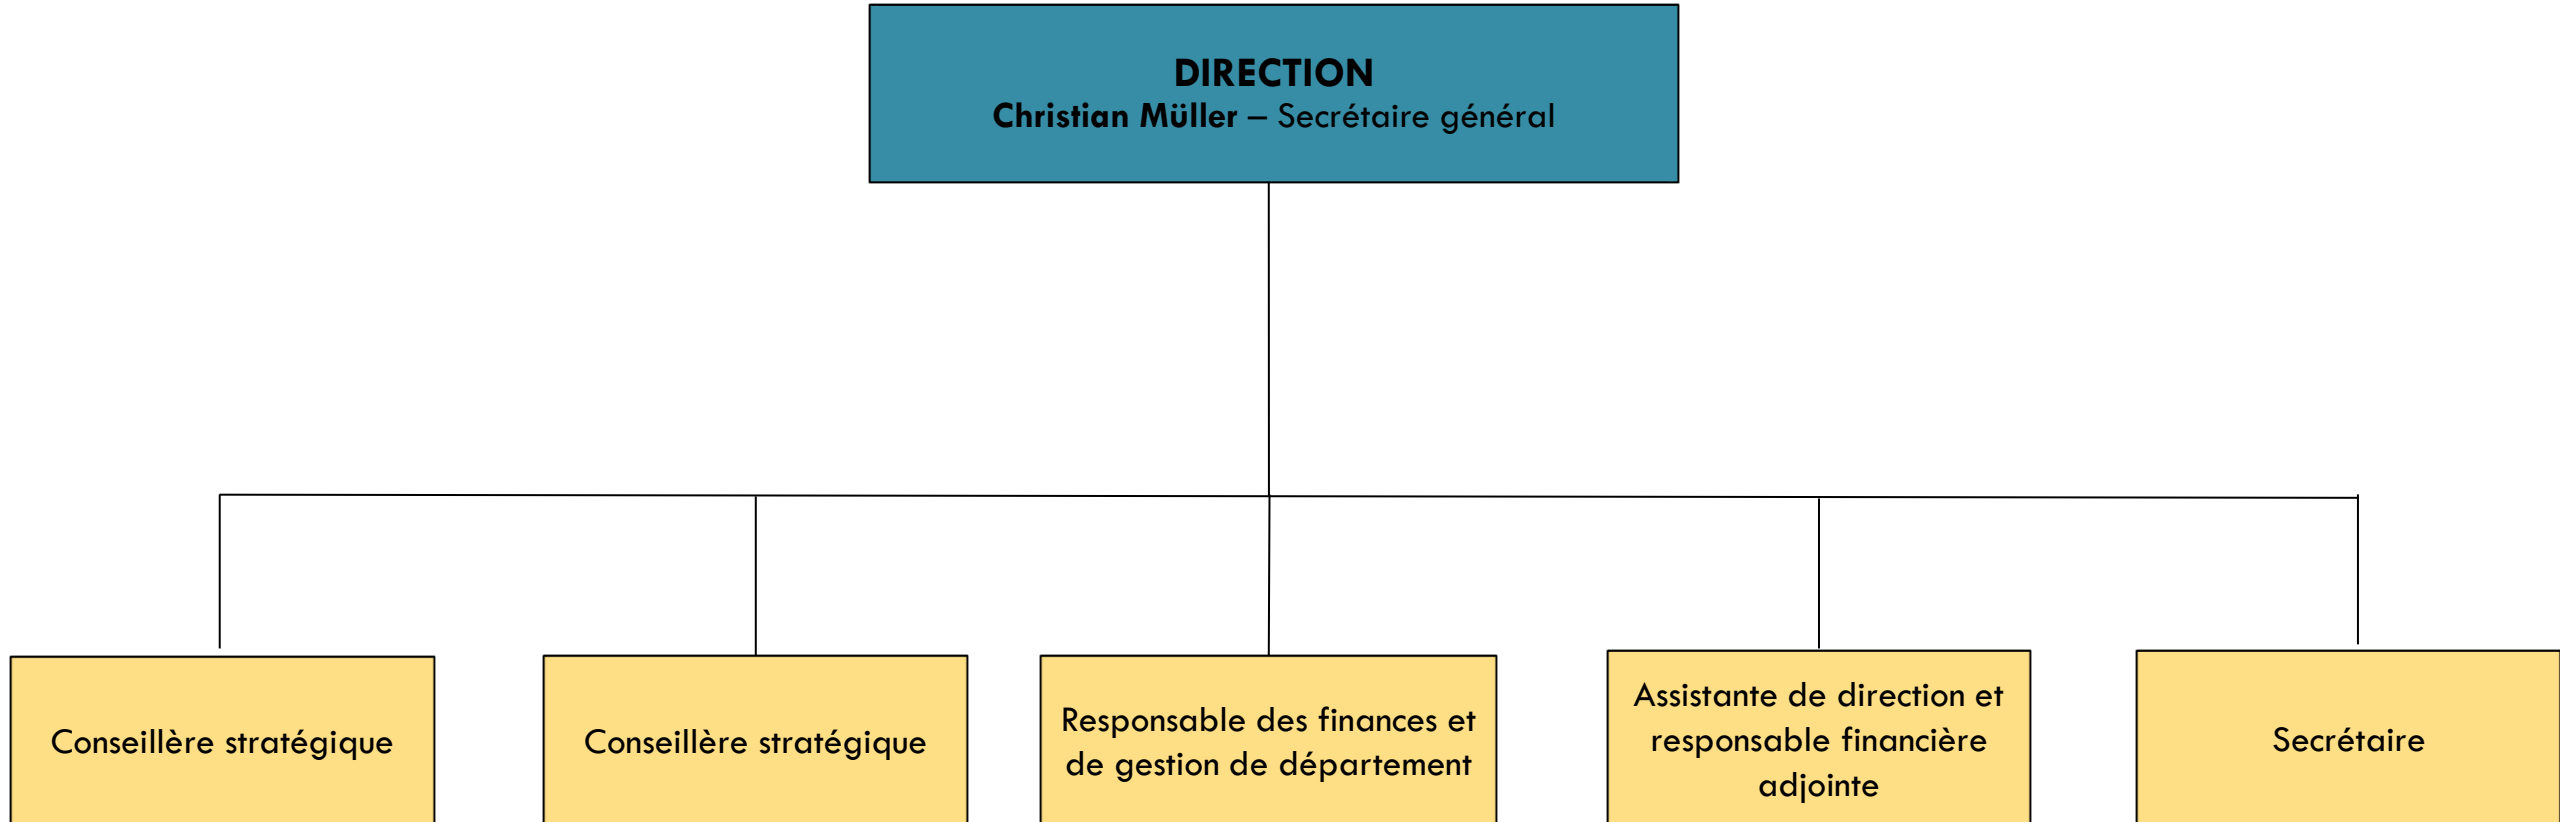 DIRECTION
Christian Müller – Secrétaire général
Conseillère stratégique
Conseillère stratégique
Responsable des finances et
de gestion de département
Assistante de direction et
responsable financière
adjointe
Secrétaire